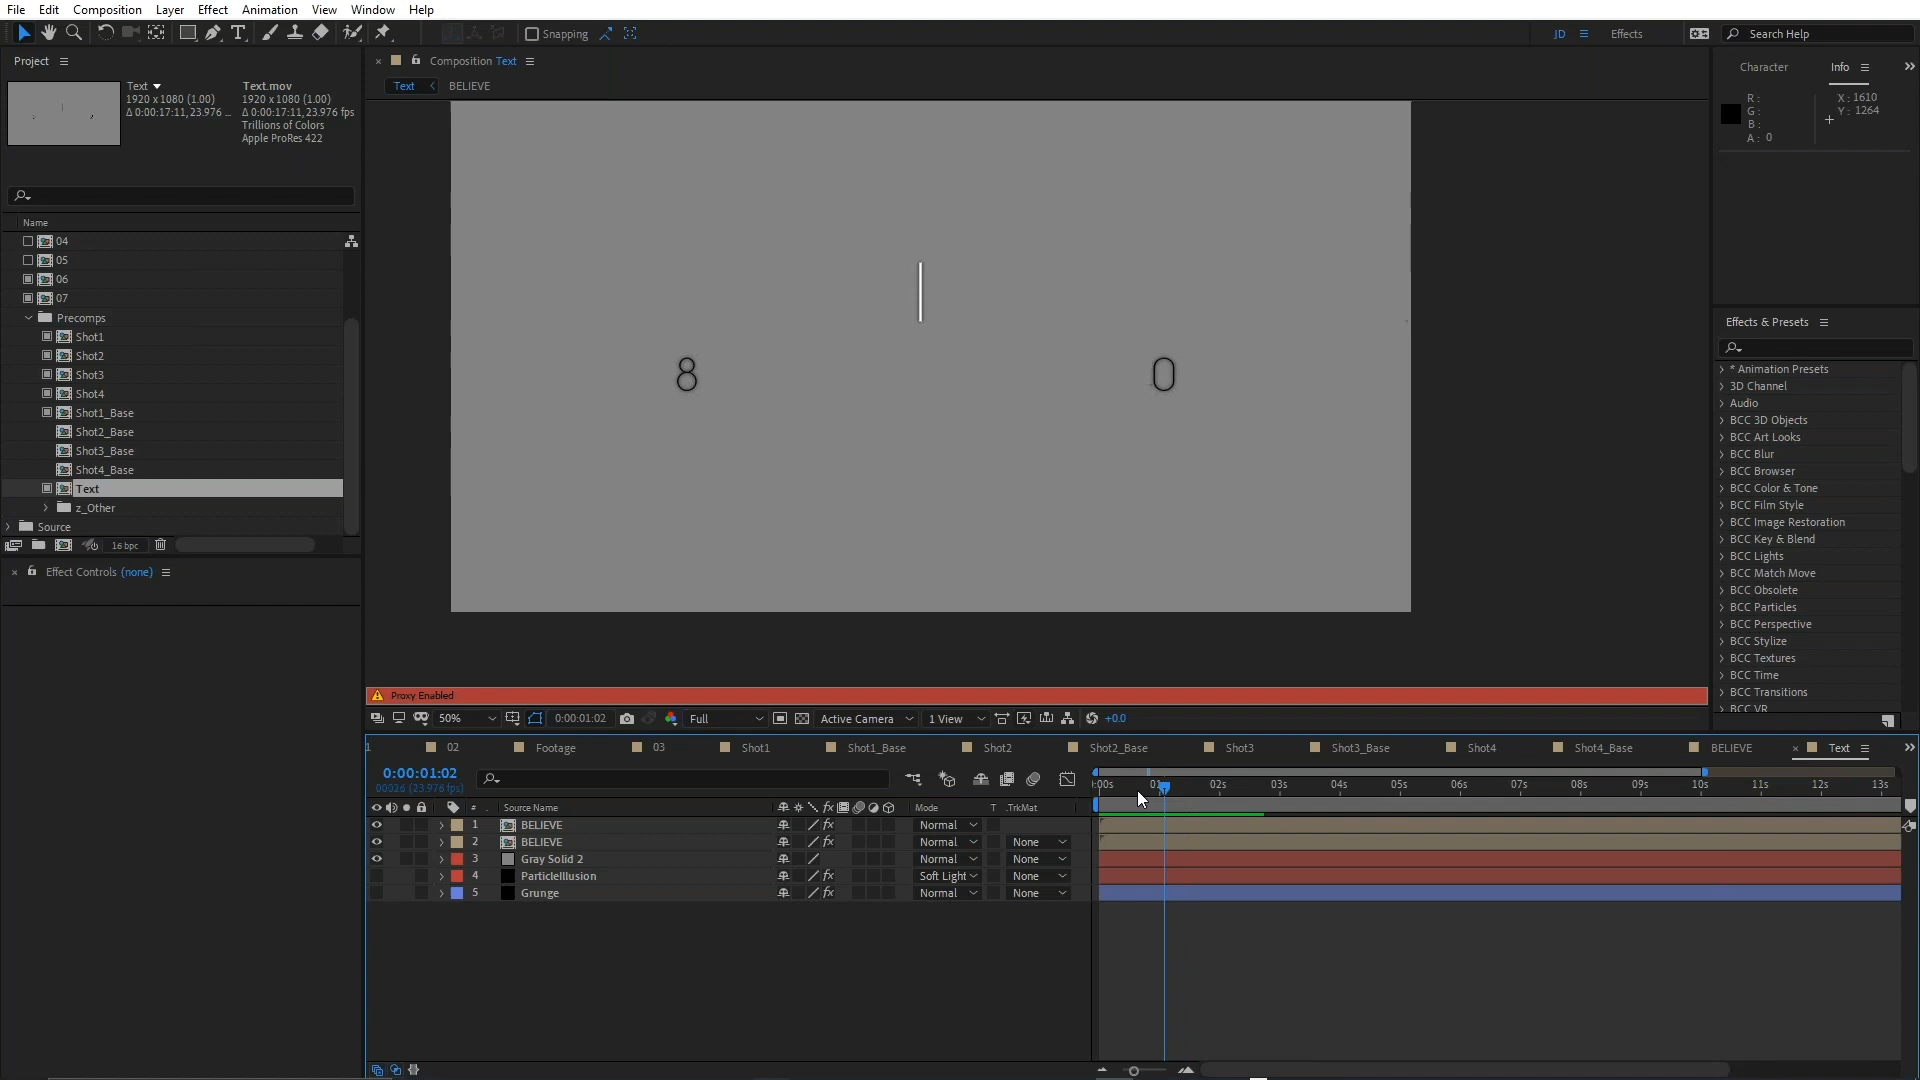 File Edit Composition Layer Effect Animation View Window Help
Snapping JD Effects Search Help
Project
Text Text.mov
1920 x 1080 (1.00) 1920 x 1080 (1.00)
Δ 0:00:17:11, 23.976 ... Δ 0:00:17:11, 23.976 fps
Trillions of Colors
Apple ProRes 422
Name
04
05
06
07
Precomps
Shot1
Shot2
Shot3
Shot4
Shot1_Base
Shot2_Base
Shot3_Base
Shot4_Base
Text
z_Other
Source
16 bpc
Effect Controls (none)
Composition Text
Text BELIEVE
8 0
Proxy Enabled
50% 0:00:01:02 Full Active Camera 1 View +0.0
Character Info
R :
G :
B :
A : 0
X : 1610
Y : 1264
Effects & Presets
* Animation Presets
3D Channel
Audio
BCC 3D Objects
BCC Art Looks
BCC Blur
BCC Browser
BCC Color & Tone
BCC Film Style
BCC Image Restoration
BCC Key & Blend
BCC Lights
BCC Match Move
BCC Obsolete
BCC Particles
BCC Perspective
BCC Stylize
BCC Textures
BCC Time
BCC Transitions
BCC VR
1 02 Footage 03 Shot1 Shot1_Base Shot2 Shot2_Base Shot3 Shot3_Base Shot4 Shot4_Base BELIEVE Text
0:00:01:02
00026 (23.976 fps)
:00s 01s 02s 03s 04s 05s 06s 07s 08s 09s 10s 11s 12s 13s
# Source Name Mode T .TrkMat
1 BELIEVE Normal
2 BELIEVE Normal None
3 Gray Solid 2 Normal None
4 ParticleIllusion Soft Light None
5 Grunge Normal None